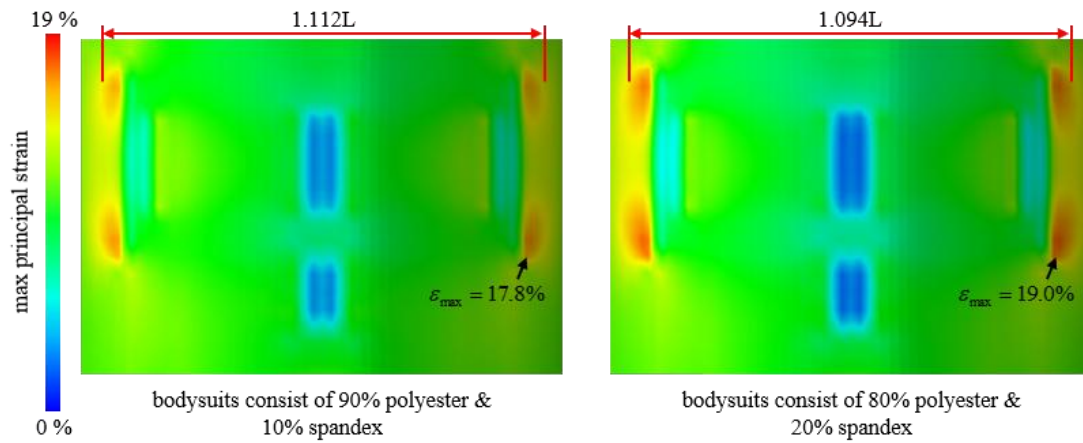 19 %
1.112L
1.094L
max principal strain
εmax = 17.8%
εmax = 19.0%
0 %
bodysuits consist of 90% polyester &
10% spandex
bodysuits consist of 80% polyester &
20% spandex